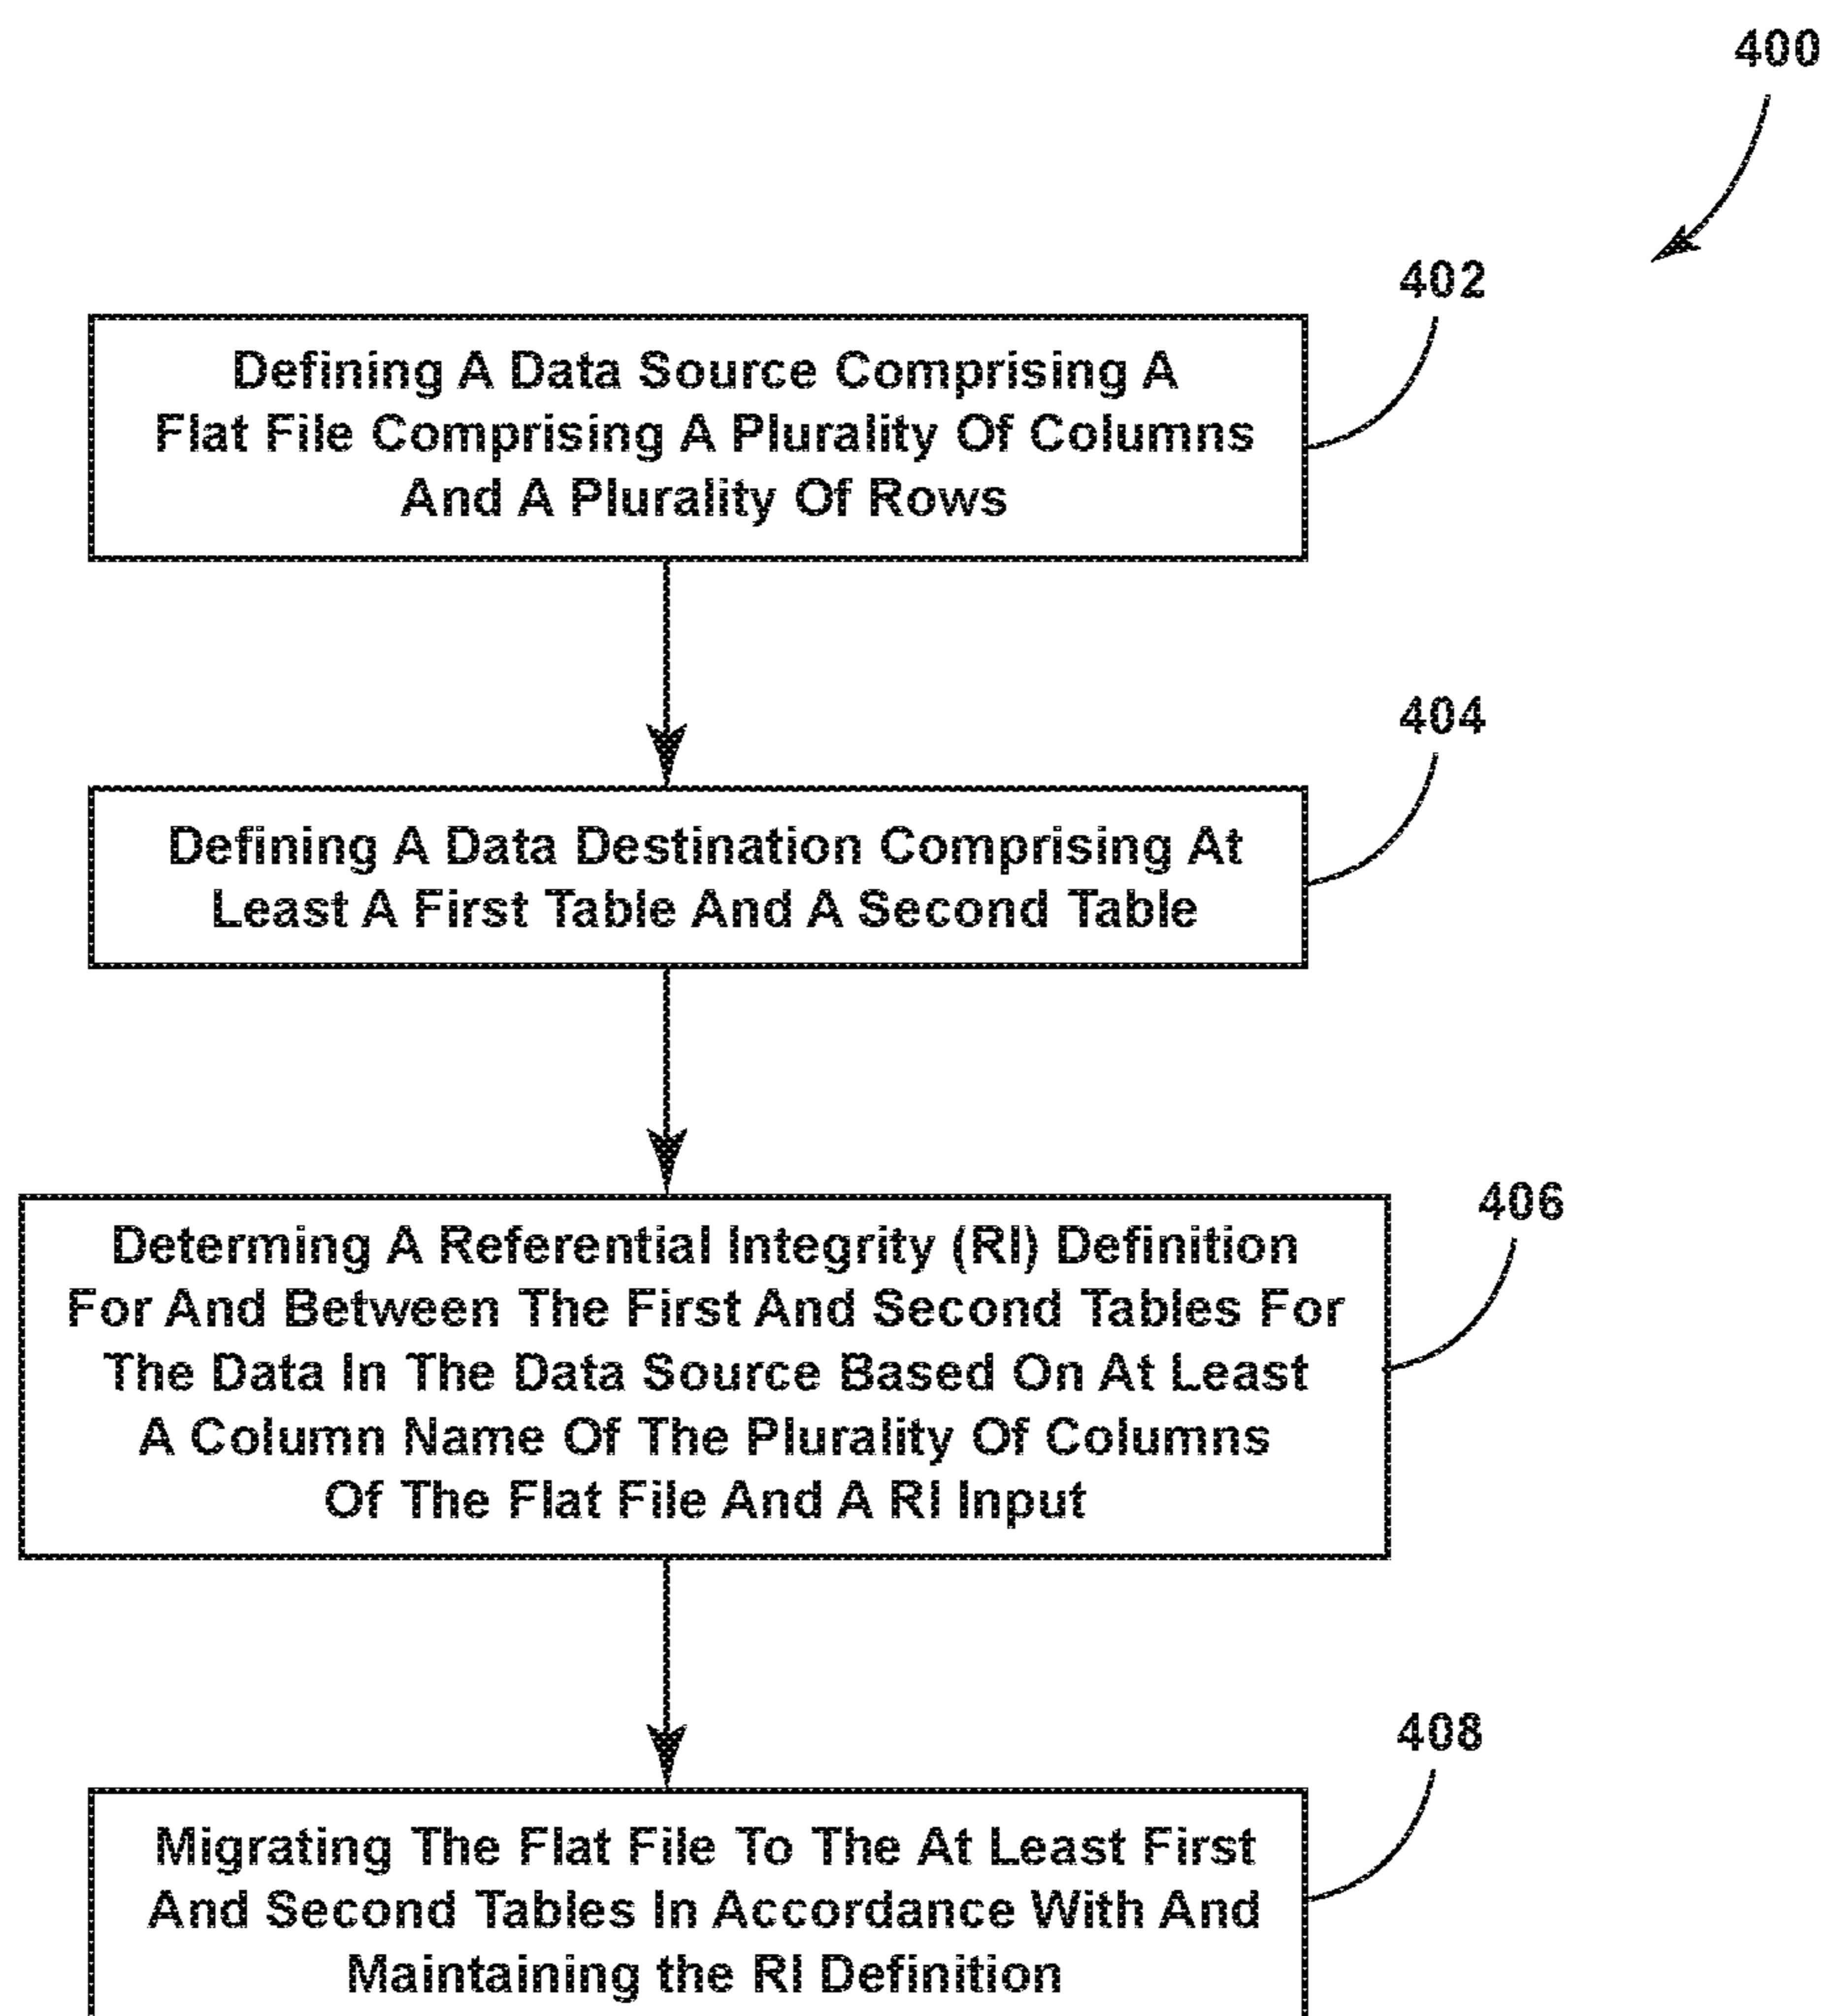 400
402
Defining A Data Source Comprising A
Flat File Comprising A Plurality Of Columns
And A Plurality Of Rows
404
Defining A Data Destination Comprising At
Least A First Table And A Second Table
406
Determing A Referential Integrity (RI) Definition
For And Between The First And Second Tables For
The Data In The Data Source Based On At Least
A Column Name Of The Plurality Of Columns
Of The Flat File And A RI Input
408
Migrating The Flat File To The At Least First
And Second Tables In Accordance With And
Maintaining the RI Definition